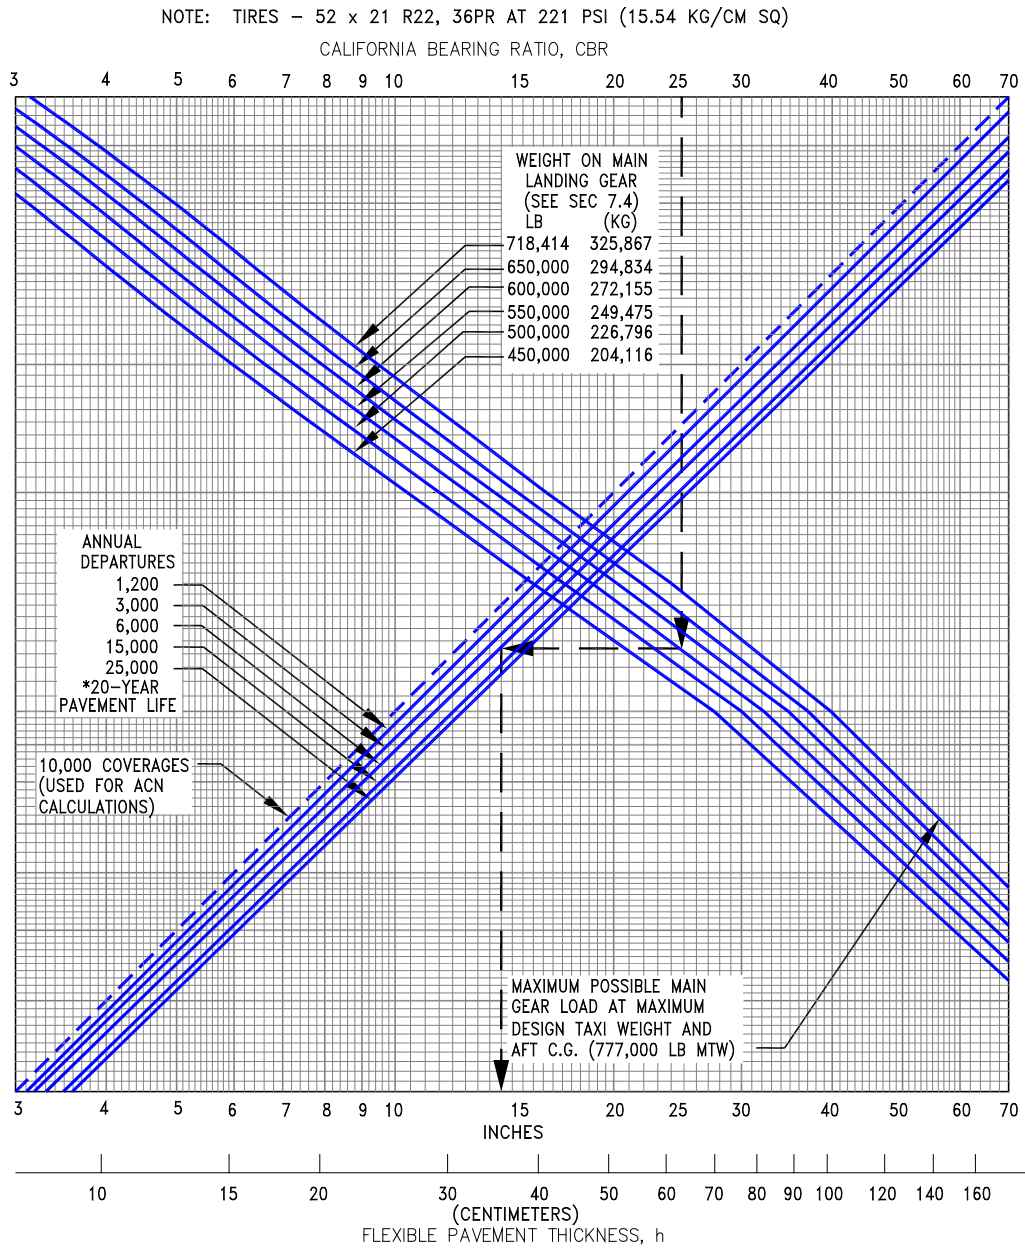 NOTE: TIRES – 52 x 21 R22, 36PR AT 221 PSI (15.54 KG/CM SQ)
CALIFORNIA BEARING RATIO, CBR
3 4 5 6 7 8 9 10 15 20 25 30 40 50 60 70
WEIGHT ON MAIN
LANDING GEAR
(SEE SEC 7.4)
LB (KG)
718,414 325,867
650,000 294,834
600,000 272,155
550,000 249,475
500,000 226,796
450,000 204,116
ANNUAL
DEPARTURES
1,200
3,000
6,000
15,000
25,000
*20–YEAR
PAVEMENT LIFE
10,000 COVERAGES
(USED FOR ACN
CALCULATIONS)
MAXIMUM POSSIBLE MAIN
GEAR LOAD AT MAXIMUM
DESIGN TAXI WEIGHT AND
AFT C.G. (777,000 LB MTW)
3 4 5 6 7 8 9 10 15 20 25 30 40 50 60 70
INCHES
10 15 20 30 40 50 60 70 80 90 100 120 140 160
(CENTIMETERS)
FLEXIBLE PAVEMENT THICKNESS, h